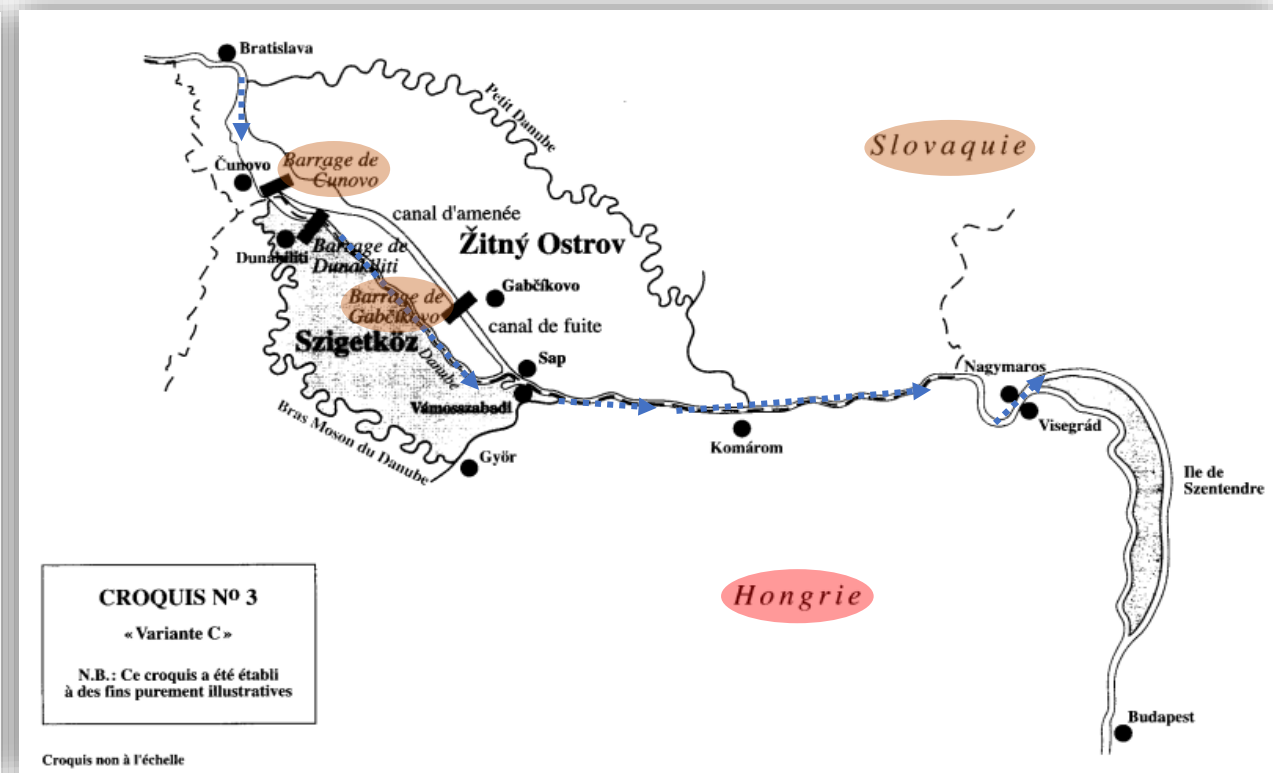 Bratislava
Petit Danube
Slovaquie
Čunovo
Barrage de
Čunovo
canal d'amenée
Žitný Ostrov
Dunakiliti
Barrage de
Dunakiliti
Barrage de
Gabčíkovo
Gabčíkovo
canal de fuite
Szigetköz
Danube
Sap
Vámosszabadi
Nagymaros
Visegrád
Komárom
Bras Moson du Danube
Györ
Ile de
Szentendre
Hongrie
CROQUIS Nº 3
« Variante C »
N.B.: Ce croquis a été établi
à des fins purement illustratives
Budapest
Croquis non à l'échelle